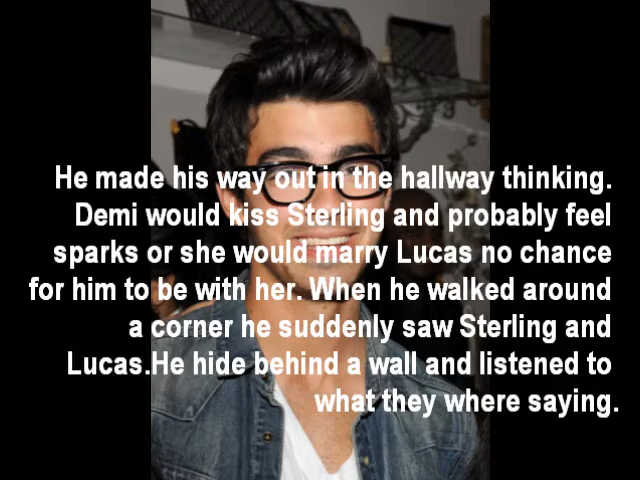 He made his way out in the hallway thinking.
Demi would kiss Sterling and probably feel
sparks or she would marry Lucas no chance
for him to be with her. When he walked around
a corner he suddenly saw Sterling and
Lucas.He hide behind a wall and listened to
what they where saying.